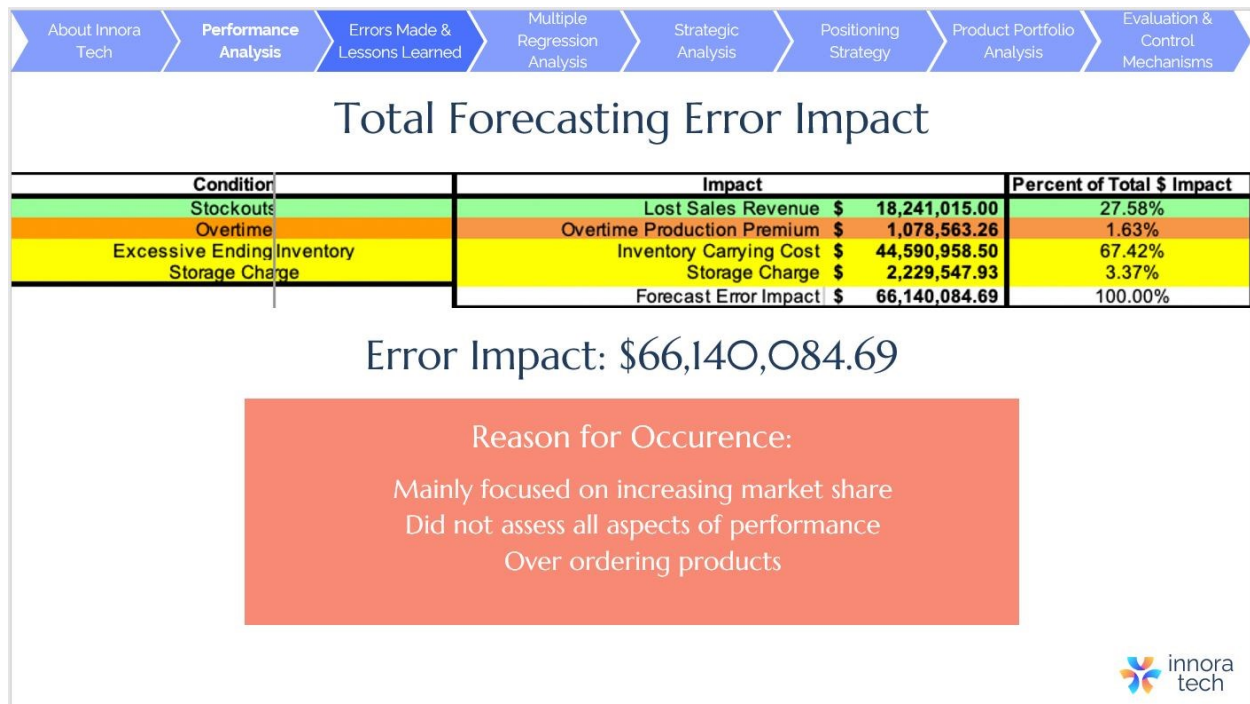 About Innora
Tech
Performance
Analysis
Errors Made &
Lessons Learned
Multiple
Regression
Analysis
Strategic
Analysis
Positioning
Strategy
Product Portfolio
Analysis
Evaluation &
Control
Mechanisms
Total Forecasting Error Impact
Condition Impact Percent of Total $ Impact
Stockouts Lost Sales Revenue $ 18,241,015.00 27.58%
Overtime Overtime Production Premium $ 1,078,563.26 1.63%
Excessive Ending Inventory Inventory Carrying Cost $ 44,590,958.50 67.42%
Storage Charge Storage Charge $ 2,229,547.93 3.37%
Forecast Error Impact $ 66,140,084.69 100.00%
Error Impact: $66,140,084.69
Reason for Occurence:
Mainly focused on increasing market share
Did not assess all aspects of performance
Over ordering products
innora
tech